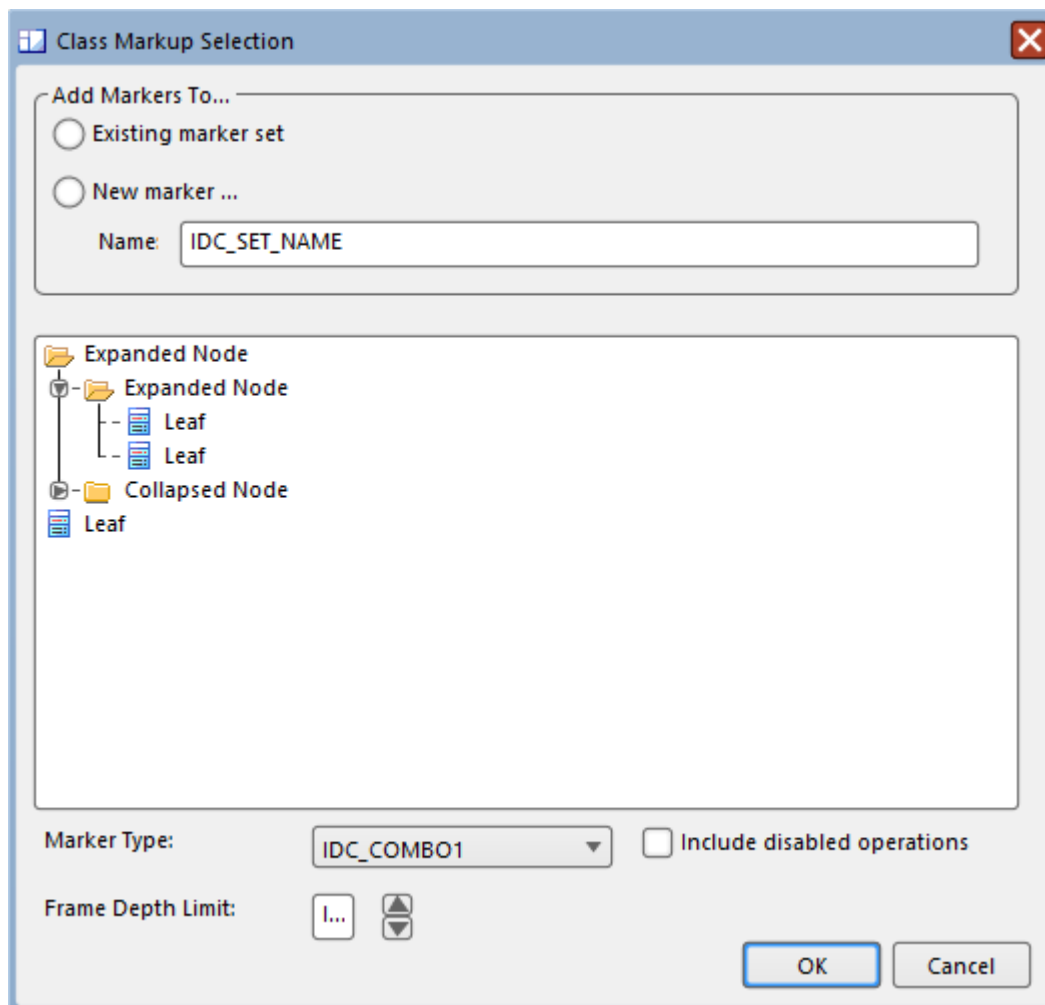 Class Markup Selection
Add Markers To...
Existing marker set
New marker ...
Name: IDC_SET_NAME
Expanded Node
Expanded Node
Leaf
Leaf
Collapsed Node
Leaf
Marker Type: IDC_COMBO1 Include disabled operations
Frame Depth Limit: I...
OK Cancel